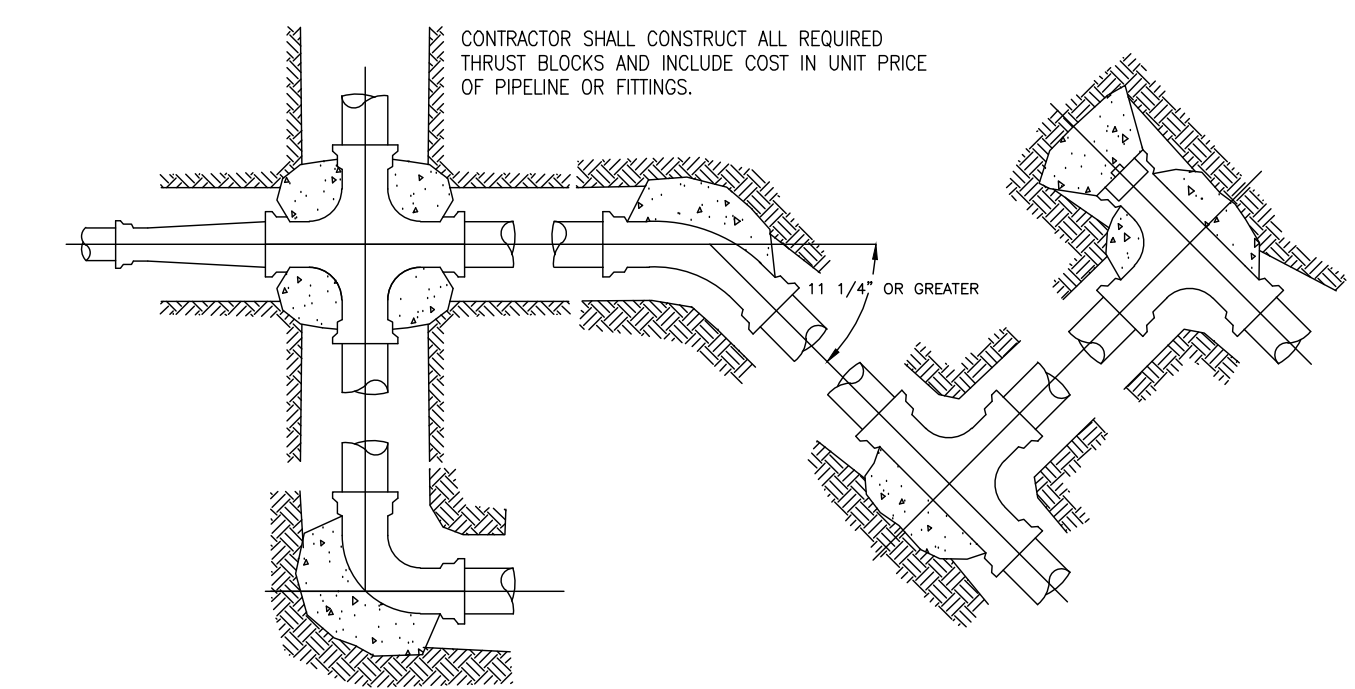 CONTRACTOR SHALL CONSTRUCT ALL REQUIRED
THRUST BLOCKS AND INCLUDE COST IN UNIT PRICE
OF PIPELINE OR FITTINGS.
11 1/4" OR GREATER